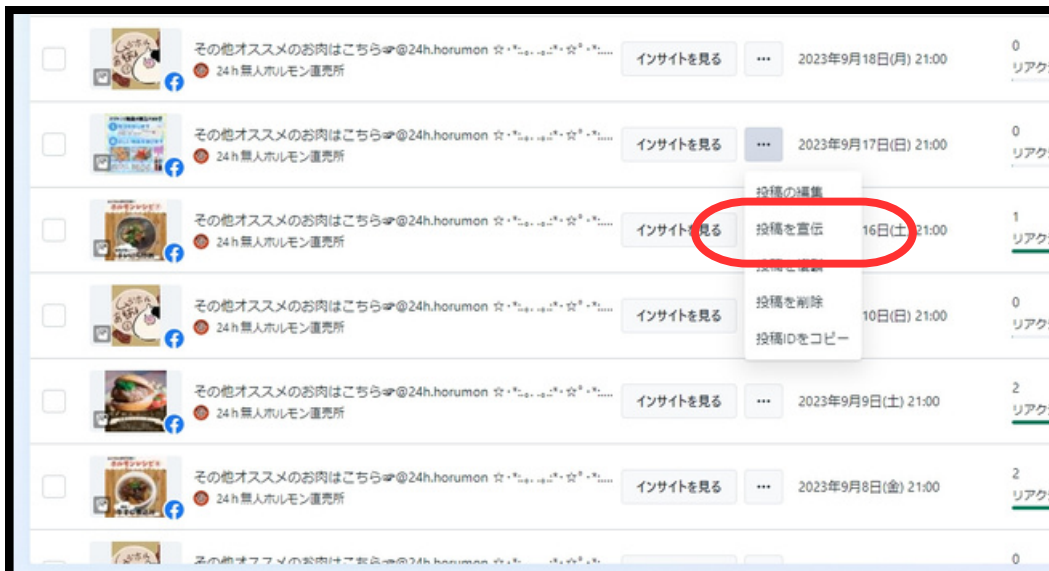 その他オススメのお肉はこちら☞@24h.horumon ☆・*:.｡. .｡.:*・☆゜・*:....
24h無人ホルモン直売所
インサイトを見る
...
2023年9月18日(月) 21:00
0
リアク
その他オススメのお肉はこちら☞@24h.horumon ☆・*:.｡. .｡.:*・☆゜・*:....
24h無人ホルモン直売所
インサイトを見る
...
2023年9月17日(日) 21:00
0
リアク
投稿の編集
投稿を宣伝
投稿を削除
投稿IDをコピー
その他オススメのお肉はこちら☞@24h.horumon ☆・*:.｡. .｡.:*・☆゜・*:....
24h無人ホルモン直売所
インサイトを見る
16日(土) 21:00
1
リアク
その他オススメのお肉はこちら☞@24h.horumon ☆・*:.｡. .｡.:*・☆゜・*:....
24h無人ホルモン直売所
インサイトを見る
10日(日) 21:00
0
リアク
その他オススメのお肉はこちら☞@24h.horumon ☆・*:.｡. .｡.:*・☆゜・*:....
24h無人ホルモン直売所
インサイトを見る
...
2023年9月9日(土) 21:00
2
リアク
その他オススメのお肉はこちら☞@24h.horumon ☆・*:.｡. .｡.:*・☆゜・*:....
24h無人ホルモン直売所
インサイトを見る
...
2023年9月8日(金) 21:00
2
リアク
その他オススメのお肉はこちら☞@24h.horumon ☆・*:.｡. .｡.:*・☆゜・*:....
0